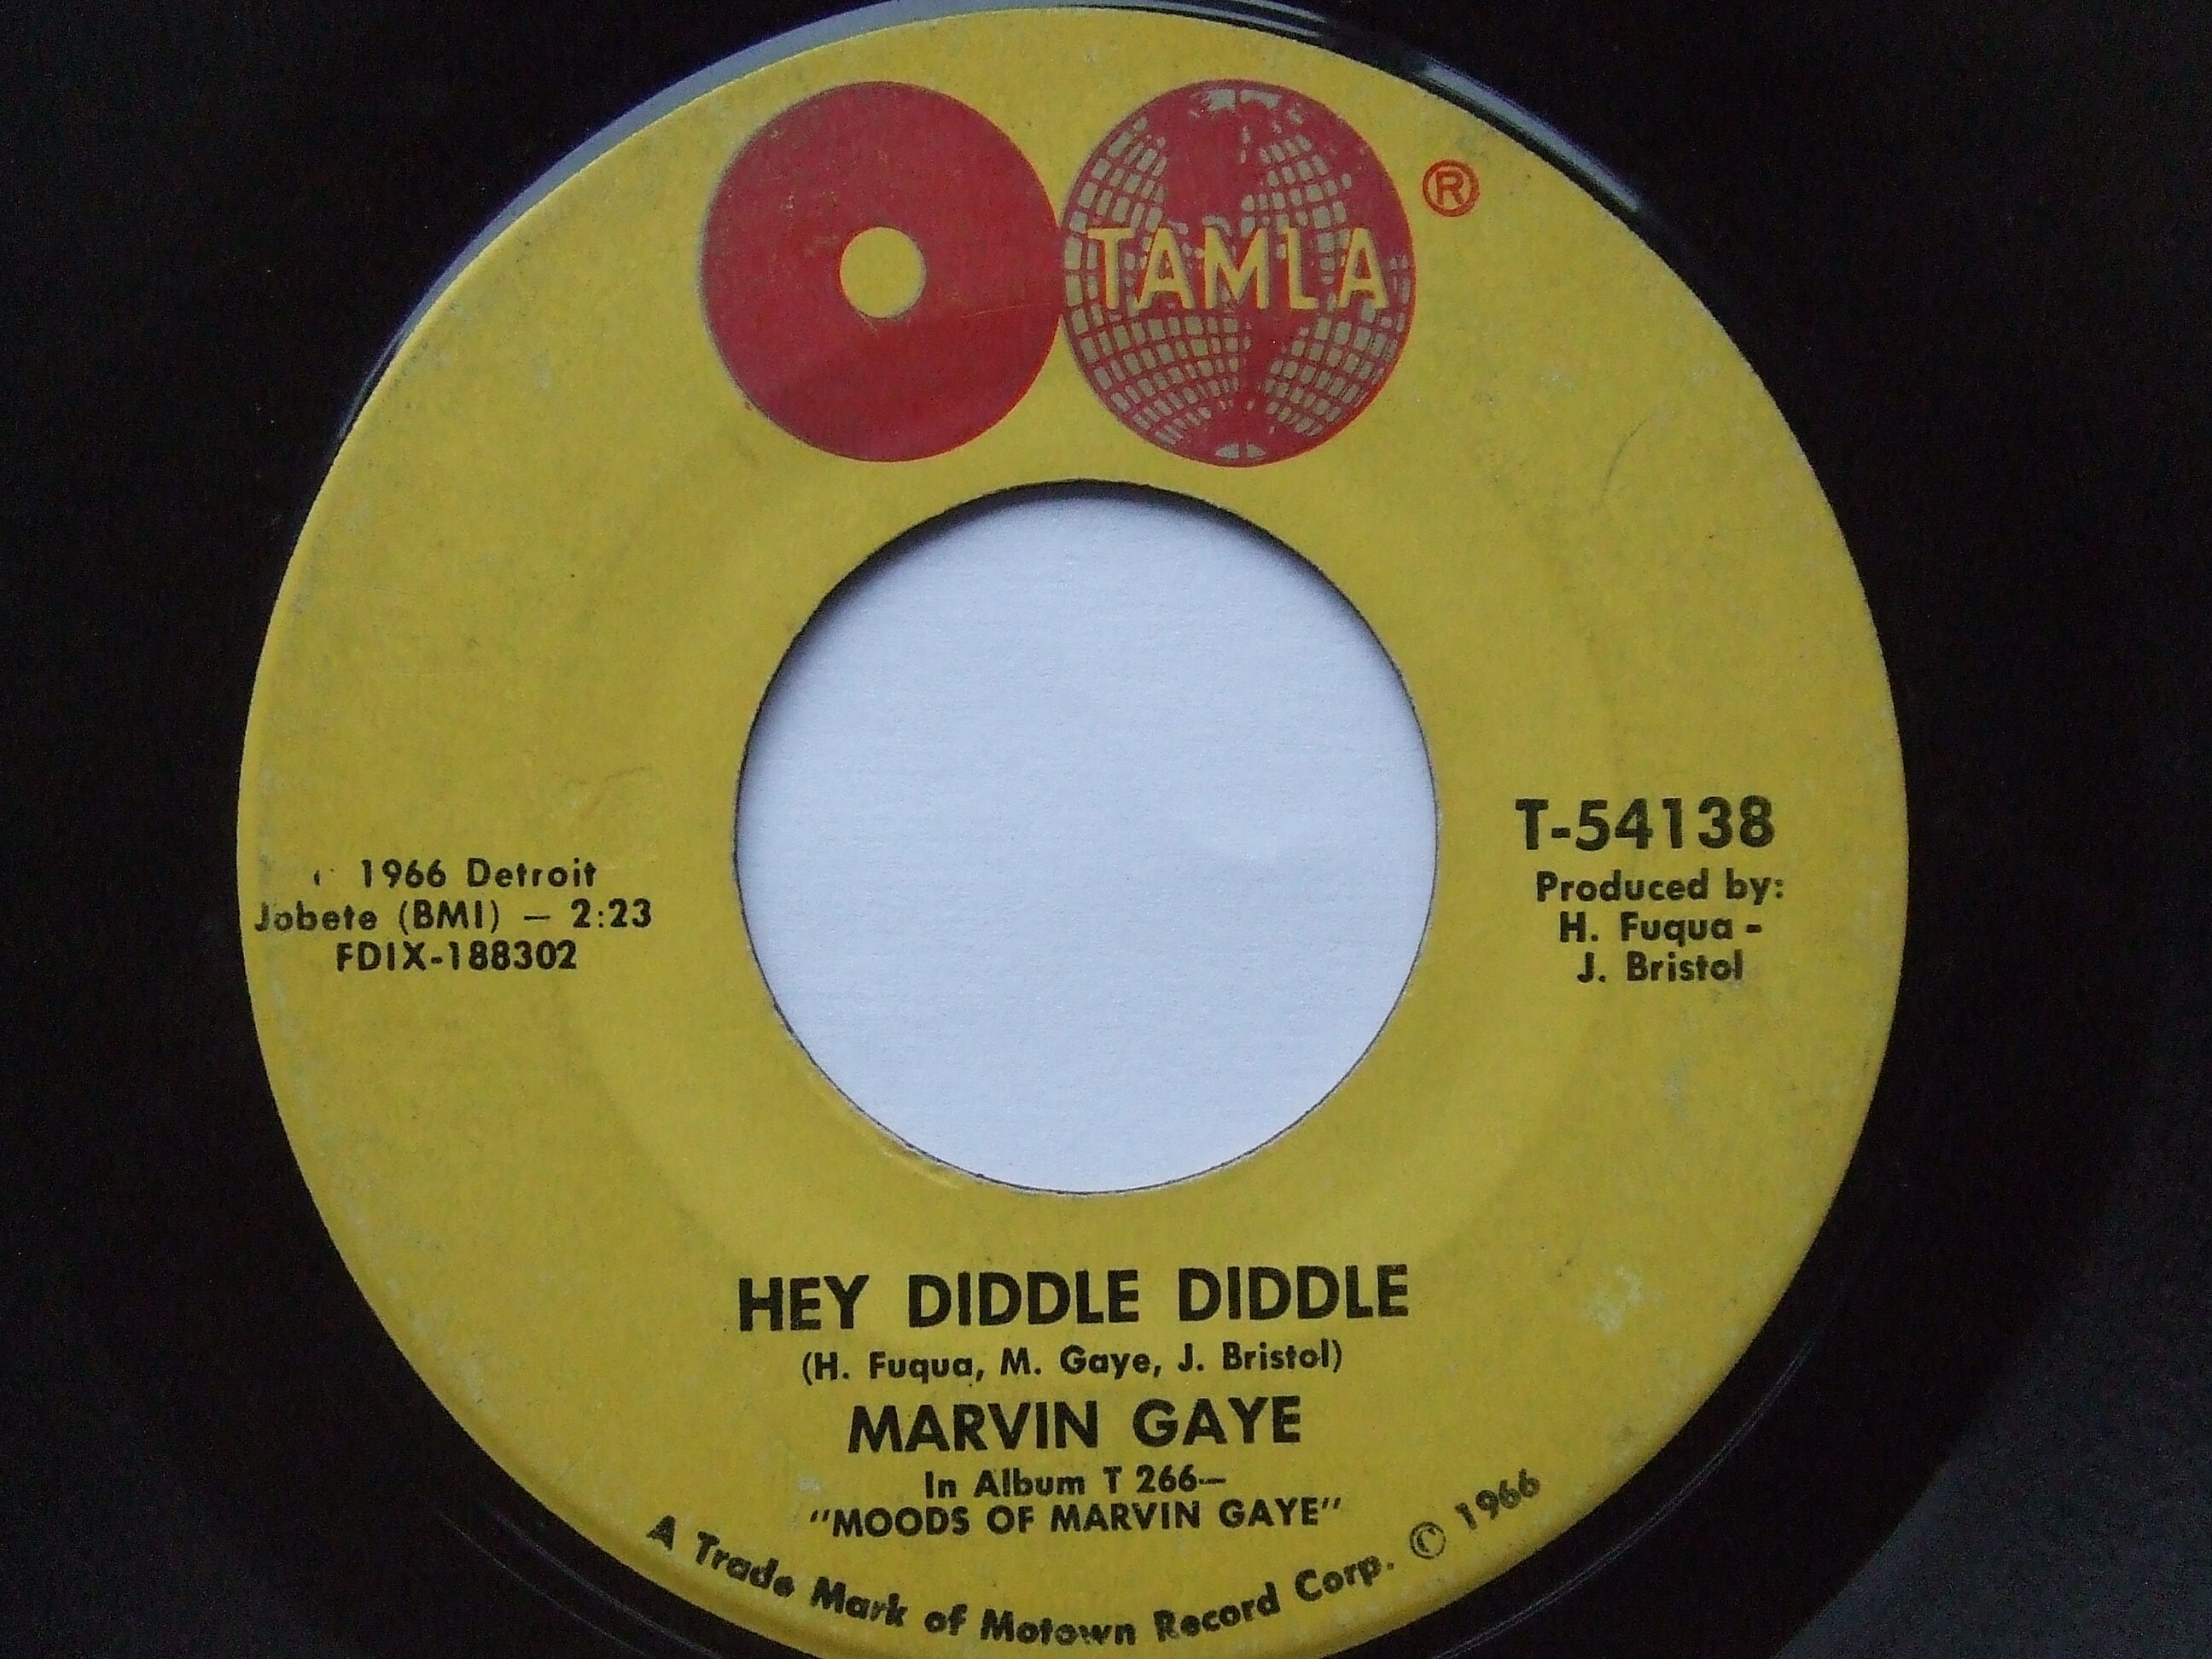 TAMLA ®
© 1966 Detroit
Jobete (BMI) — 2:23
FDIX-188302
T-54138
Produced by:
H. Fuqua -
J. Bristol
HEY DIDDLE DIDDLE
(H. Fuqua, M. Gaye, J. Bristol)
MARVIN GAYE
In Album T 266—
"MOODS OF MARVIN GAYE"
A Trade Mark of Motown Record Corp. © 1966